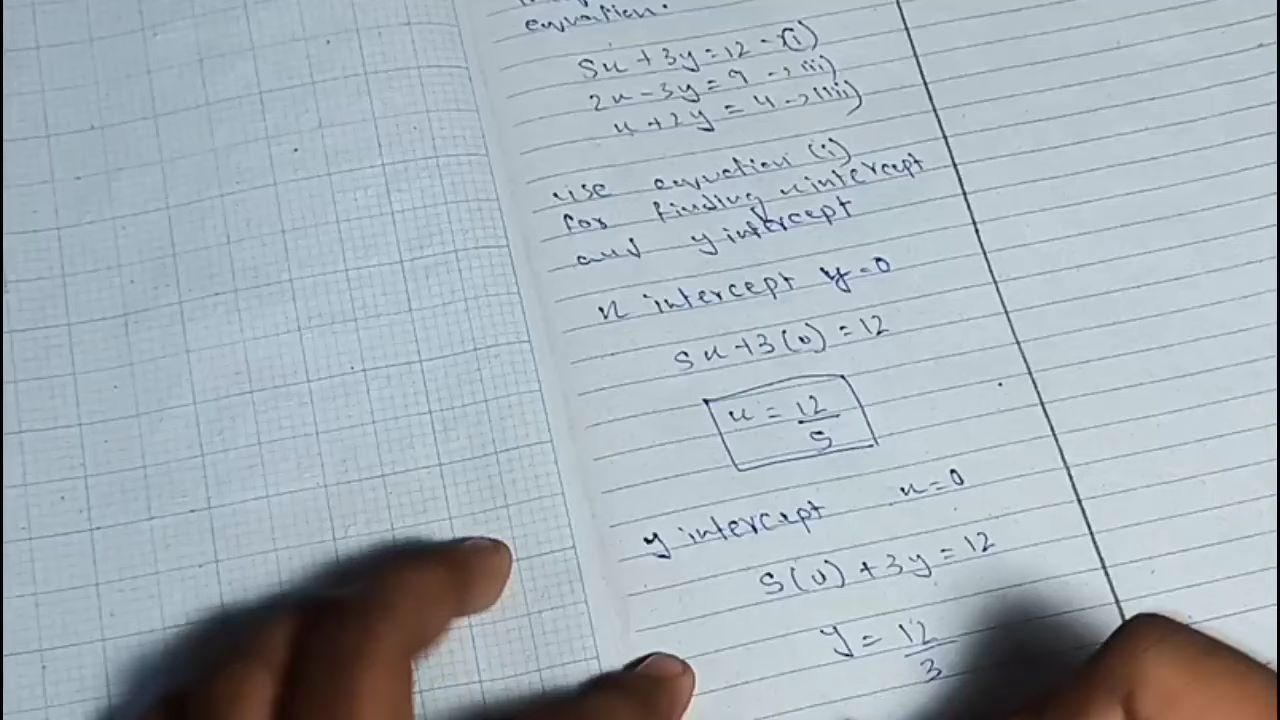 equation.
5x + 3y = 12 → (i)
2x - 3y = 9 → (ii)
x + 2y = 4 → (iii)
use equation (i)
for finding x intercept
and y intercept
x intercept y=0
5x + 3(0) = 12
x = 12/5
y intercept x=0
5(0) + 3y = 12
y = 12/3